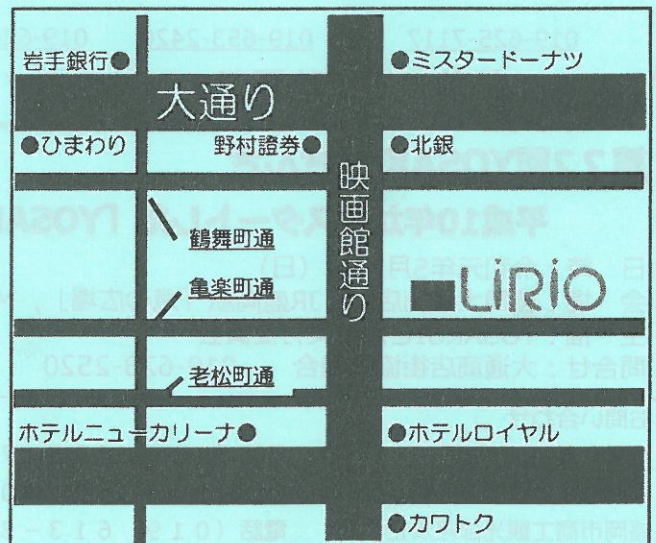 岩手銀行●
●ミスタードーナツ
大通り
●ひまわり
野村證券●
●北銀
映画館通り
鶴舞町通
亀楽町通
LiRiO
老松町通
ホテルニューカリーナ●
●ホテルロイヤル
●カワトク